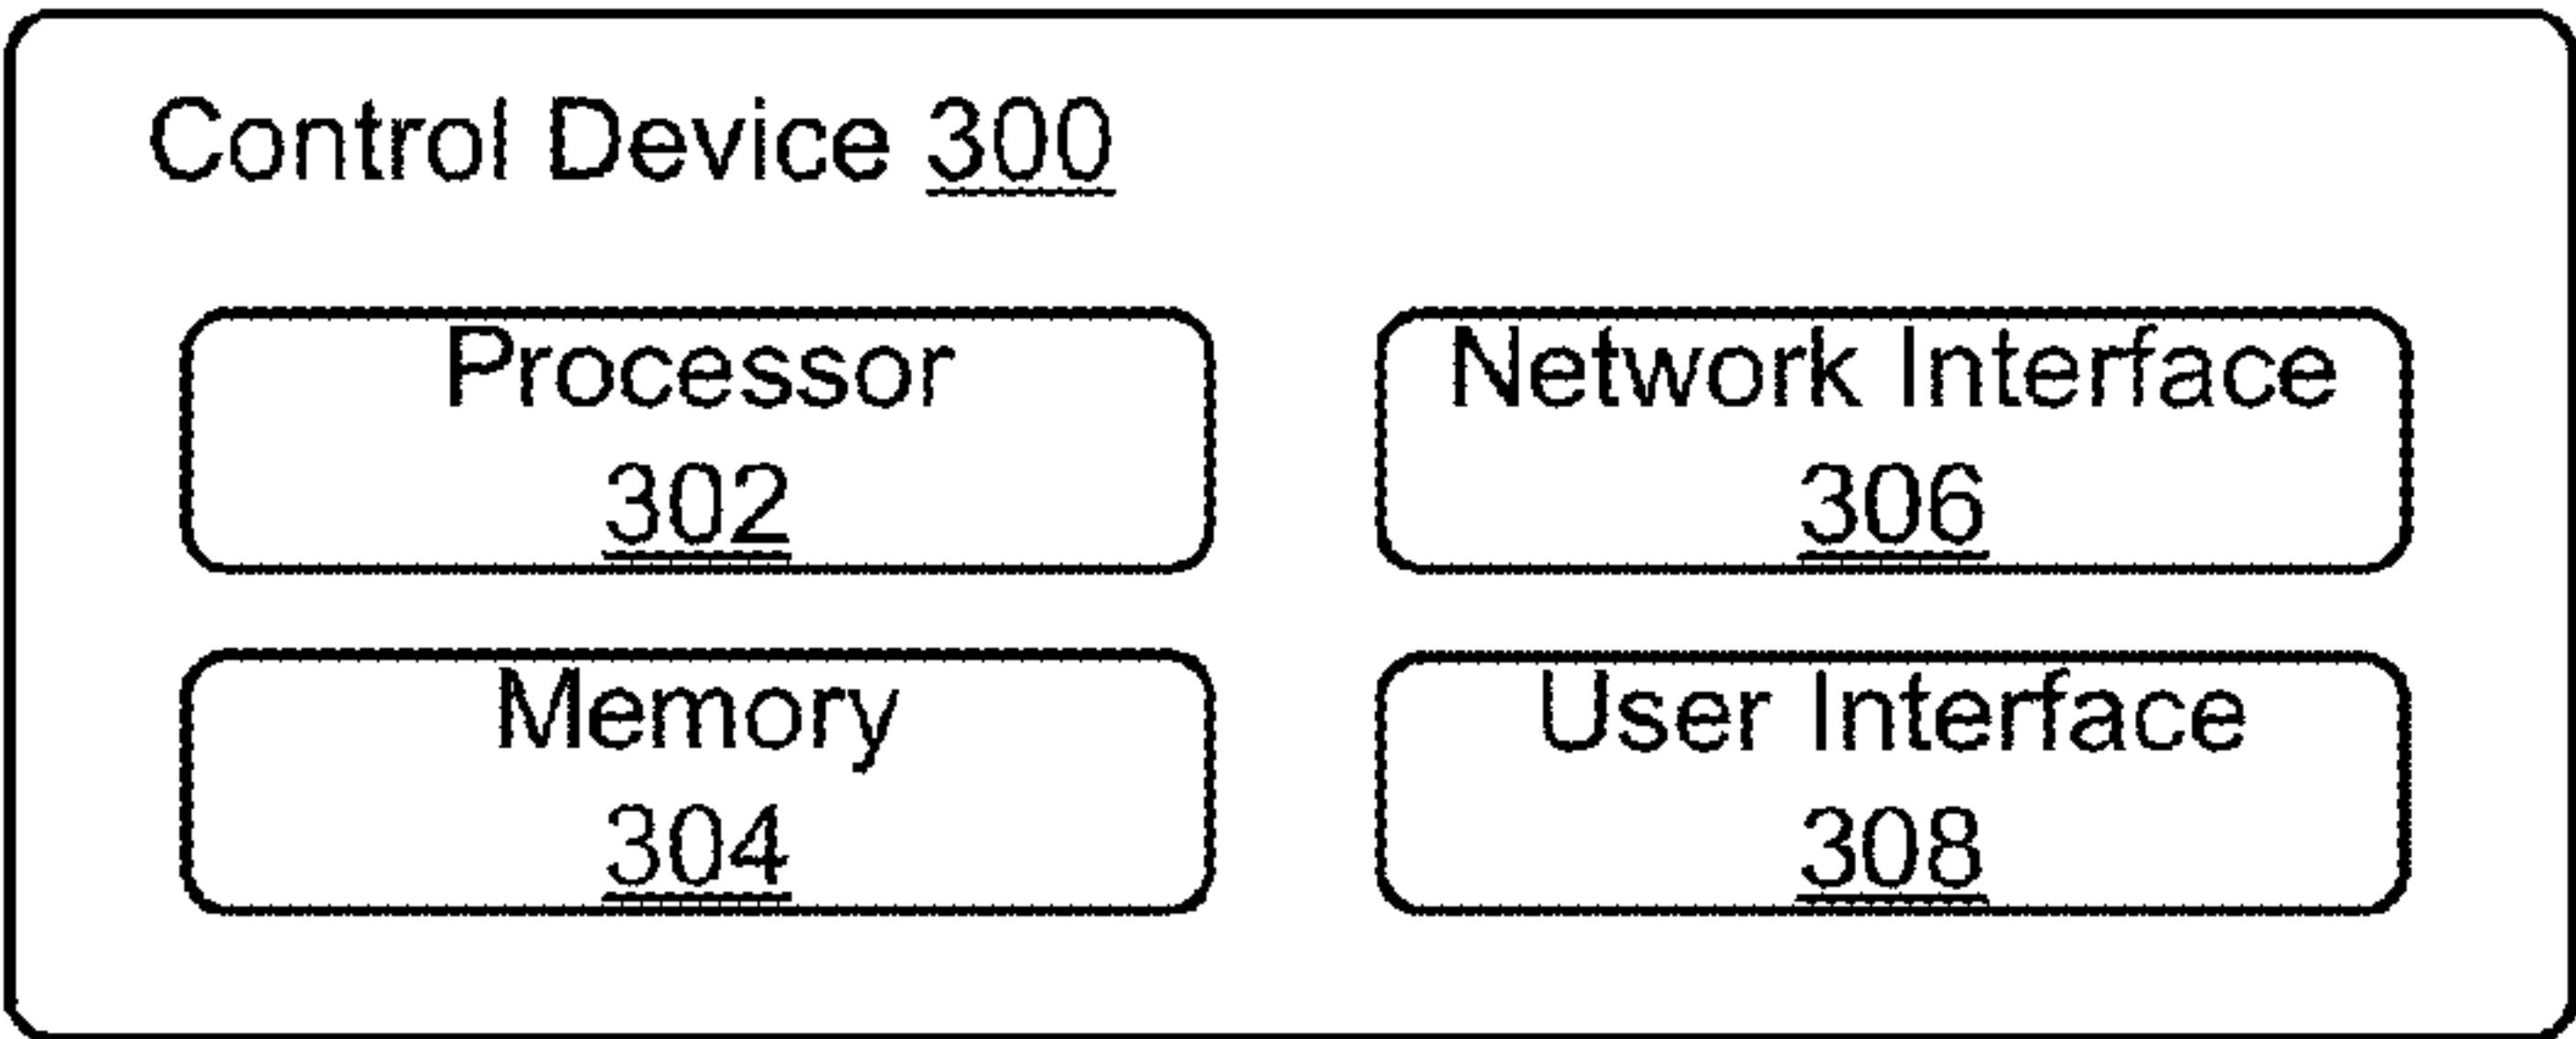 Control Device 300
Processor
302
Network Interface
306
Memory
304
User Interface
308